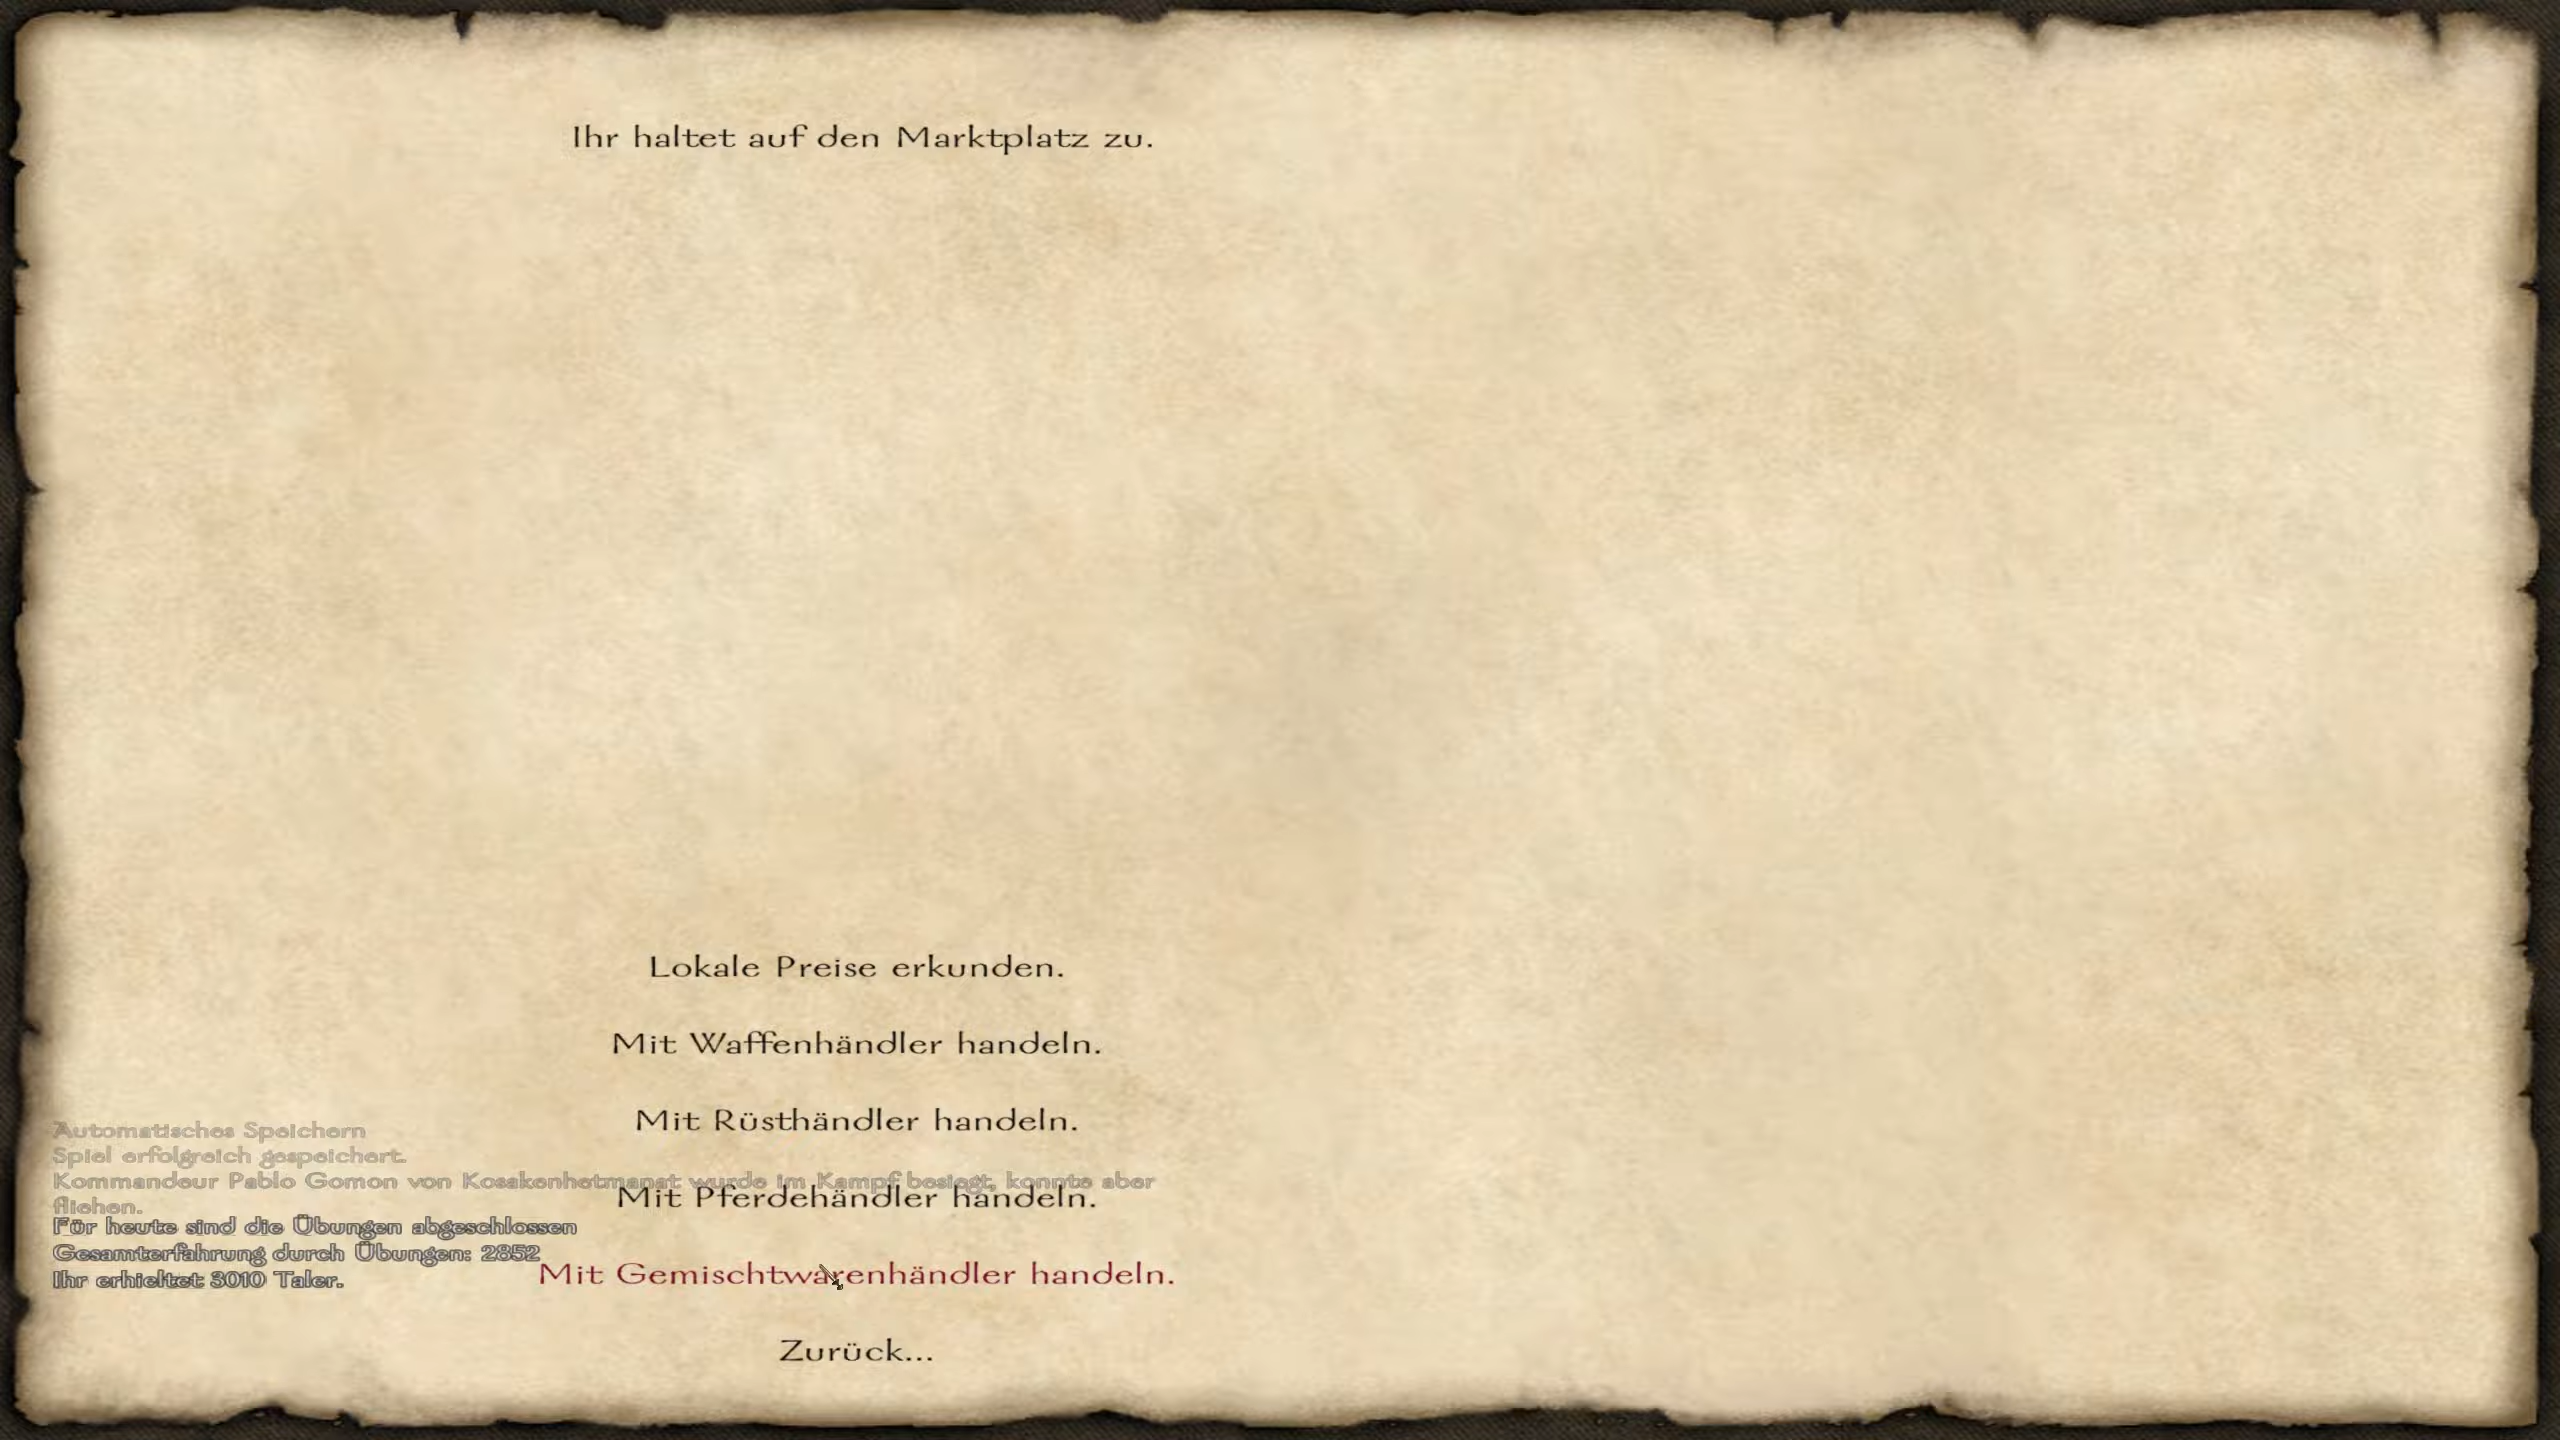 Ihr haltet auf den Marktplatz zu.
Lokale Preise erkunden.
Mit Waffenhändler handeln.
Mit Rüsthändler handeln.
Automatisches Speichern
Spiel erfolgreich gespeichert.
Kommandeur Pablo Gomon von Kosakenhetmanat wurde im Kampf besiegt, konnte aber
fliehen.
Mit Pferdehändler handeln.
Für heute sind die Übungen abgeschlossen
Gesamterfahrung durch Übungen: 2852
Ihr erhieltet 3010 Taler.
Mit Gemischtwarenhändler handeln.
Zurück...